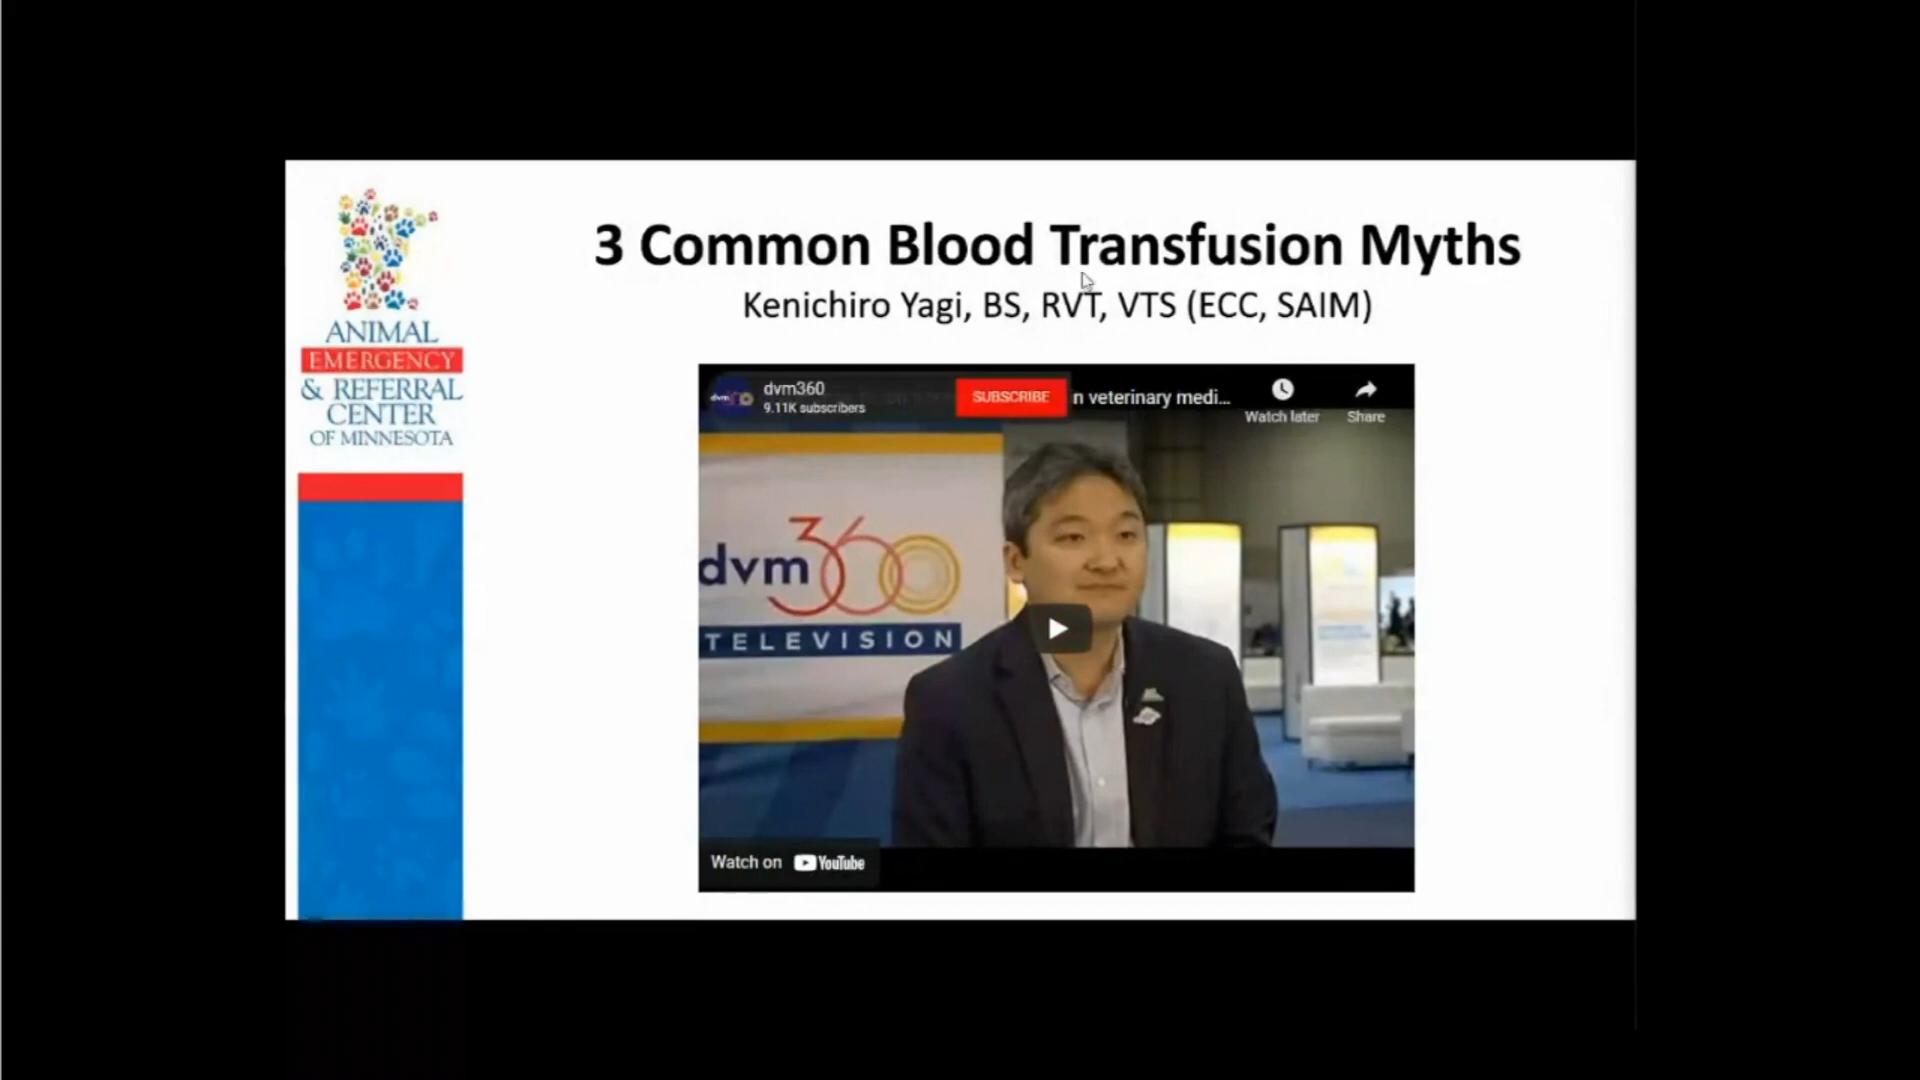 ANIMAL
EMERGENCY
& REFERRAL
CENTER
OF MINNESOTA
3 Common Blood Transfusion Myths
Kenichiro Yagi, BS, RVT, VTS (ECC, SAIM)
dvm360
dvm360
9.11K subscribers
SUBSCRIBE
n veterinary medi...
Watch later
Share
dvm360
TELEVISION
Watch on YouTube